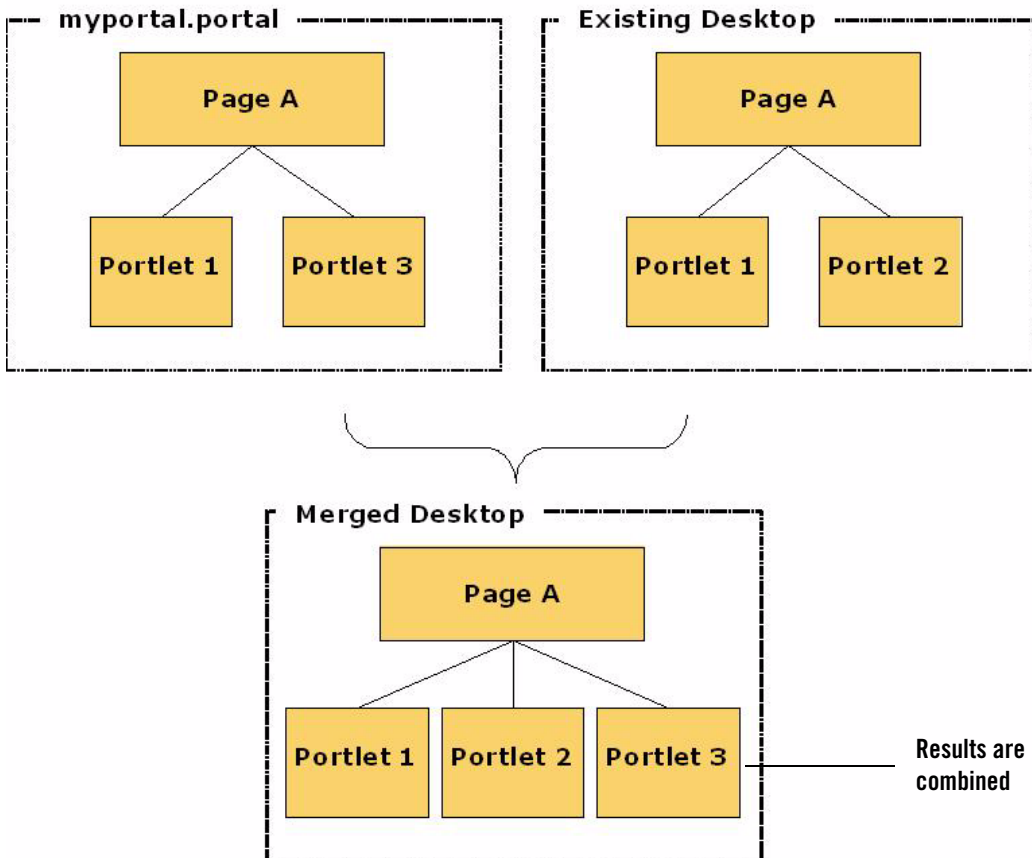 myportal.portal
Page A
Portlet 1
Portlet 3
Existing Desktop
Page A
Portlet 1
Portlet 2
Merged Desktop
Page A
Portlet 1
Portlet 2
Portlet 3
Results are
combined